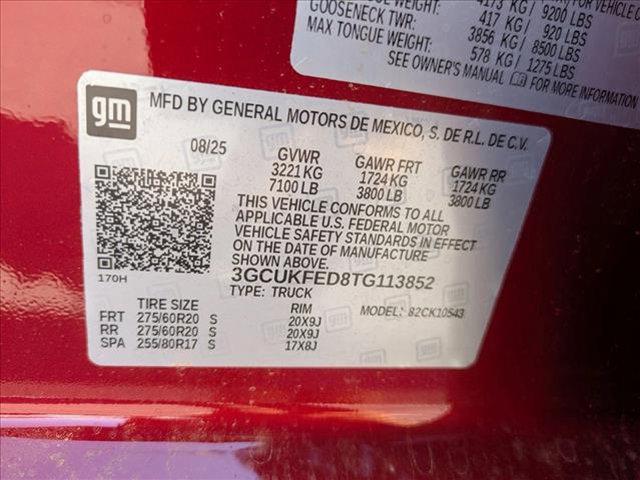 4173 KG/ 9200 LBS
GOOSENECK TWR: 417 KG/ 920 LBS
3856 KG/ 8500 LBS
MAX TONGUE WEIGHT: 578 KG/ 1275 LBS
SEE OWNER'S MANUAL FOR MORE INFORMATION
gm MFD BY GENERAL MOTORS DE MEXICO, S. DE R.L. DE C.V.
08/25 GVWR GAWR FRT GAWR RR
3221 KG 1724 KG 1724 KG
7100 LB 3800 LB 3800 LB
THIS VEHICLE CONFORMS TO ALL
APPLICABLE U.S. FEDERAL MOTOR
VEHICLE SAFETY STANDARDS IN EFFECT
ON THE DATE OF MANUFACTURE
SHOWN ABOVE.
170H 3GCUKFED8TG113852
TYPE: TRUCK
TIRE SIZE RIM MODEL: 82CK10543
FRT 275/60R20 S 20X9J
RR 275/60R20 S 20X9J
SPA 255/80R17 S 17X8J